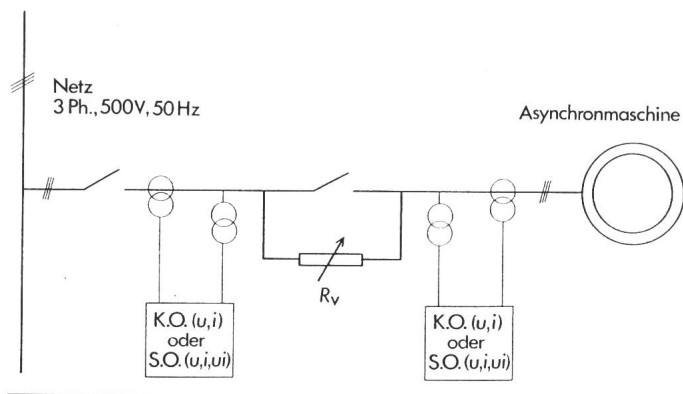 Netz
3 Ph., 500V, 50 Hz
Asynchronmaschine
Rv
K.O. (u,i)
oder
S.O. (u,i,ui)
K.O. (u,i)
oder
S.O. (u,i,ui)